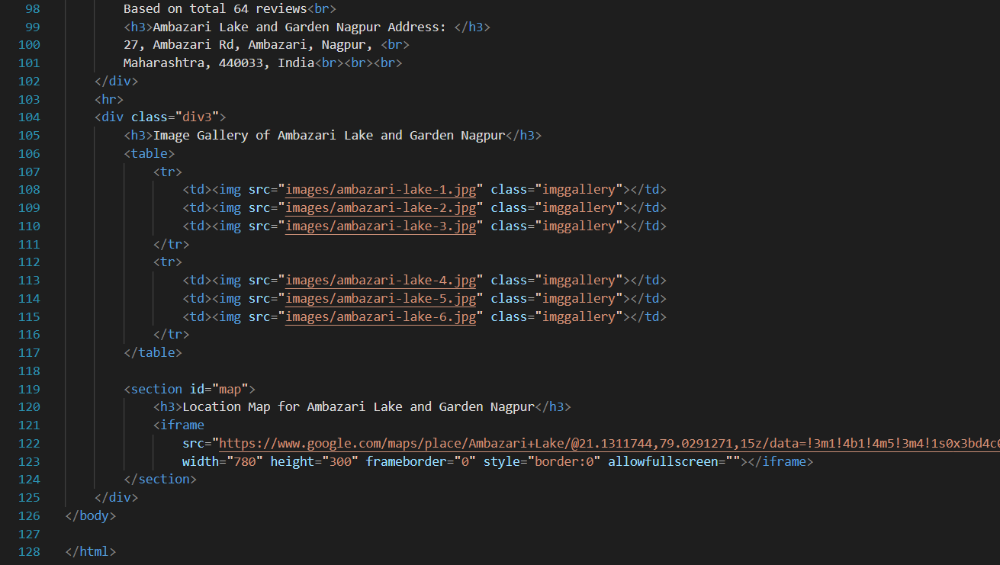 98 Based on total 64 reviews<br>
99 <h3>Ambazari Lake and Garden Nagpur Address: </h3>
100 27, Ambazari Rd, Ambazari, Nagpur, <br>
101 Maharashtra, 440033, India<br><br><br>
102 </div>
103 <hr>
104 <div class="div3">
105 <h3>Image Gallery of Ambazari Lake and Garden Nagpur</h3>
106 <table>
107 <tr>
108 <td><img src="images/ambazari-lake-1.jpg" class="imggallery"></td>
109 <td><img src="images/ambazari-lake-2.jpg" class="imggallery"></td>
110 <td><img src="images/ambazari-lake-3.jpg" class="imggallery"></td>
111 </tr>
112 <tr>
113 <td><img src="images/ambazari-lake-4.jpg" class="imggallery"></td>
114 <td><img src="images/ambazari-lake-5.jpg" class="imggallery"></td>
115 <td><img src="images/ambazari-lake-6.jpg" class="imggallery"></td>
116 </tr>
117 </table>
118
119 <section id="map">
120 <h3>Location Map for Ambazari Lake and Garden Nagpur</h3>
121 <iframe
122 src="https://www.google.com/maps/place/Ambazari+Lake/@21.1311744,79.0291271,15z/data=!3m1!4b1!4m5!3m4!1s0x3bd4c
123 width="780" height="300" frameborder="0" style="border:0" allowfullscreen=""></iframe>
124 </section>
125 </div>
126 </body>
127
128 </html>